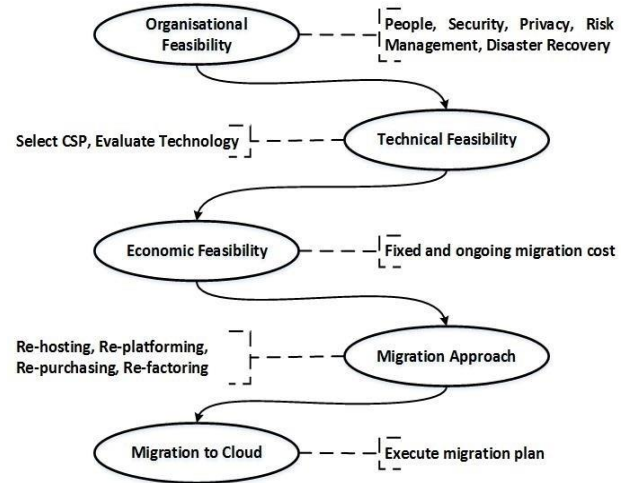 Organisational
Feasibility
People, Security, Privacy, Risk
Management, Disaster Recovery
Select CSP, Evaluate Technology
Technical Feasibility
Economic Feasibility
Fixed and ongoing migration cost
Re-hosting, Re-platforming,
Re-purchasing, Re-factoring
Migration Approach
Migration to Cloud
Execute migration plan